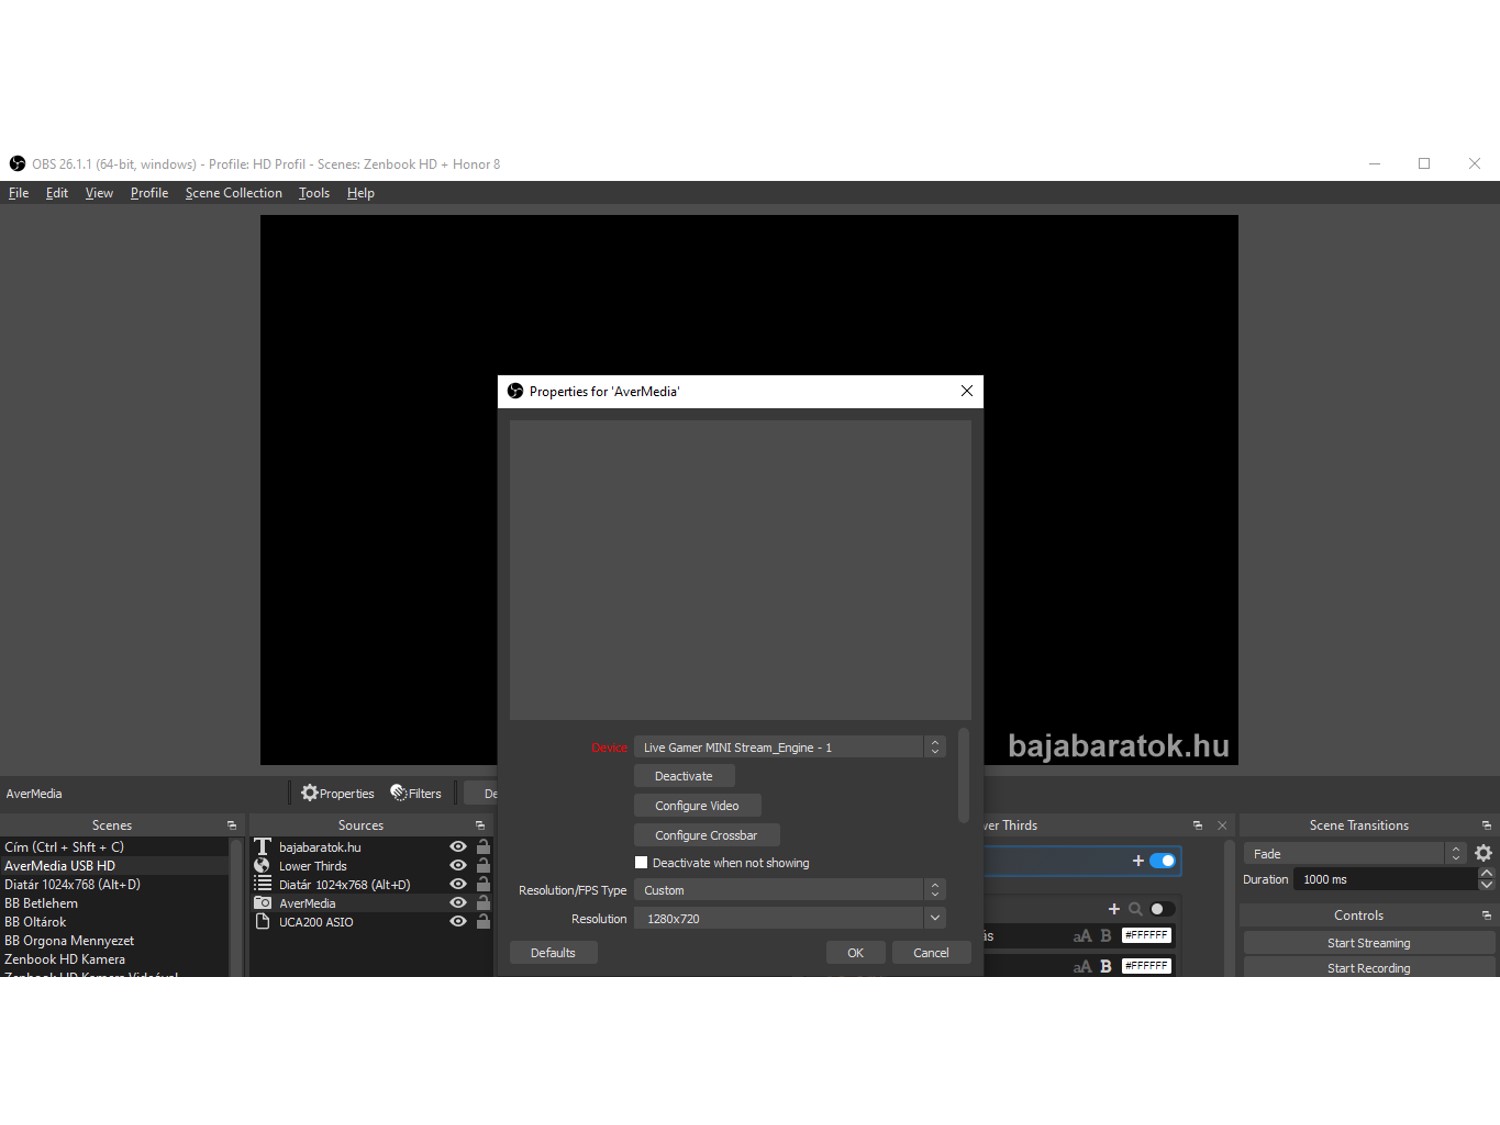 OBS 26.1.1 (64-bit, windows) - Profile: HD Profil - Scenes: Zenbook HD + Honor 8
File Edit View Profile Scene Collection Tools Help
Properties for 'AverMedia'
bajabaratok.hu
Device Live Gamer MINI Stream_Engine - 1
Deactivate
Configure Video
Configure Crossbar
Deactivate when not showing
Resolution/FPS Type Custom
Resolution 1280x720
Defaults OK Cancel
AverMedia Properties Filters De
Scenes
Cím (Ctrl + Shft + C)
AverMedia USB HD
Diatár 1024x768 (Alt+D)
BB Betlehem
BB Oltárok
BB Orgona Mennyezet
Zenbook HD Kamera
Zenbook HD Kamera Videóval
Sources
bajabaratok.hu
Lower Thirds
Diatár 1024x768 (Alt+D)
AverMedia
UCA200 ASIO
ver Thirds
ás aA B #FFFFFF
aA B #FFFFFF
Scene Transitions
Fade
Duration 1000 ms
Controls
Start Streaming
Start Recording